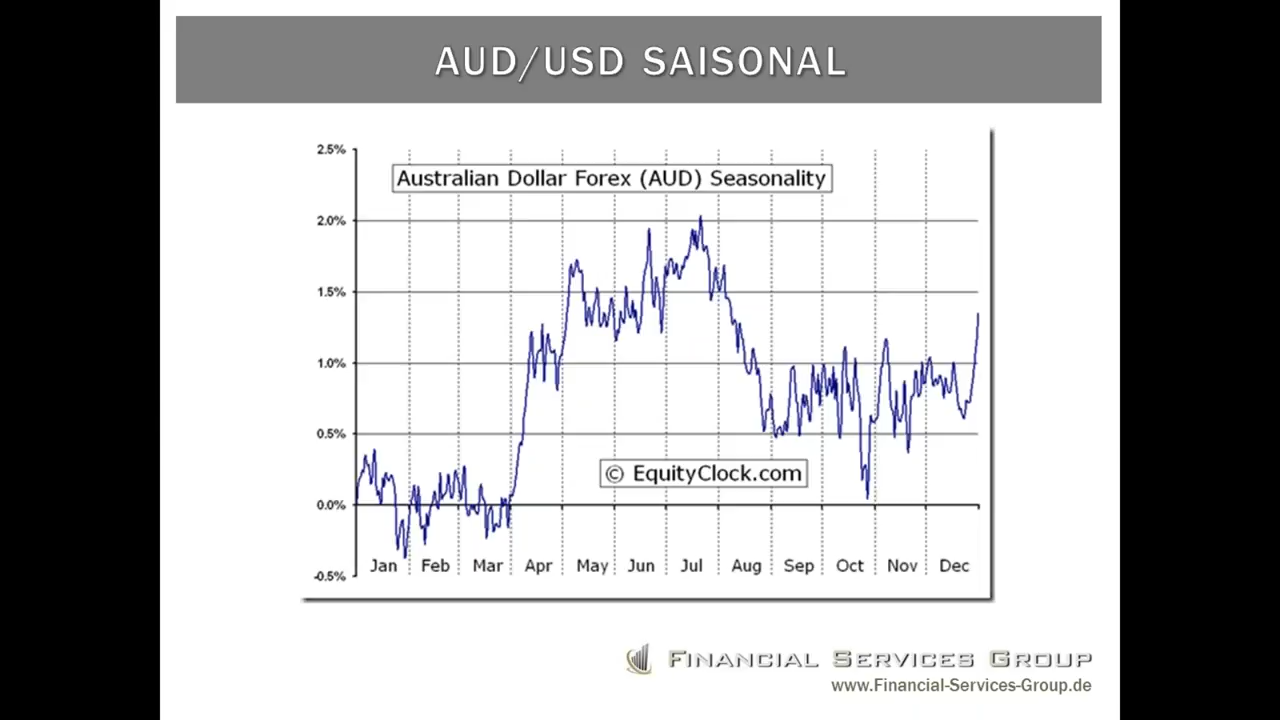 AUD/USD SAISONAL
2.5%
Australian Dollar Forex (AUD) Seasonality
2.0%
1.5%
1.0%
0.5%
© EquityClock.com
0.0%
Jan Feb Mar Apr May Jun Jul Aug Sep Oct Nov Dec
-0.5%
FINANCIAL SERVICES GROUP
www.Financial-Services-Group.de